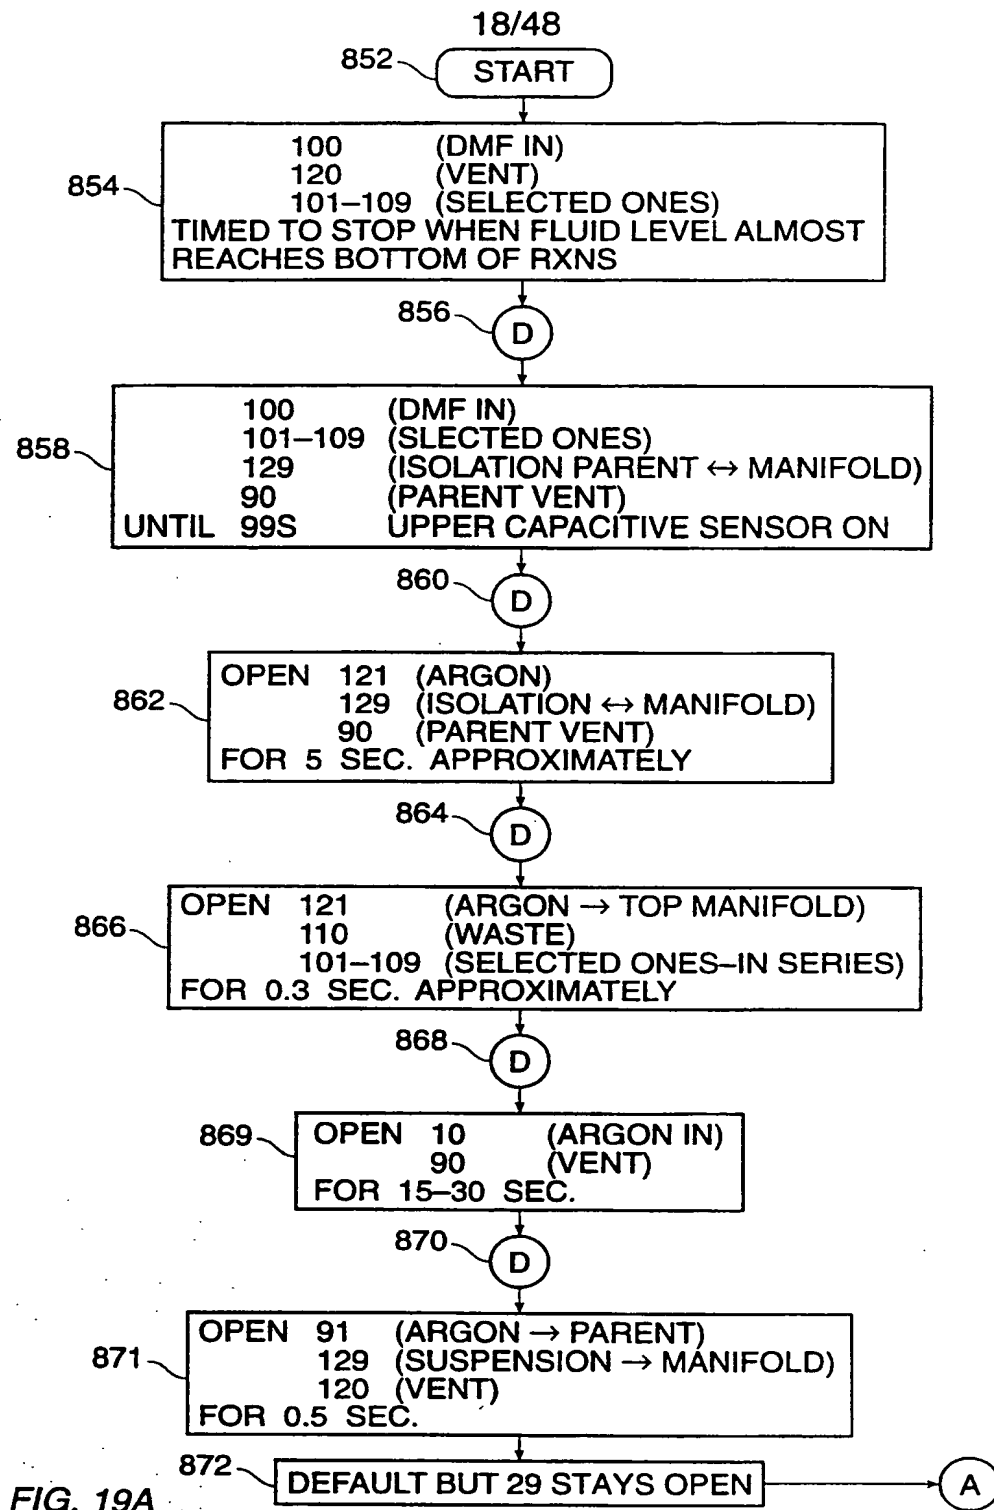 18/48
852 START
100 (DMF IN)
120 (VENT)
854 101–109 (SELECTED ONES)
TIMED TO STOP WHEN FLUID LEVEL ALMOST
REACHES BOTTOM OF RXNS
856 D
100 (DMF IN)
858 101–109 (SLECTED ONES)
129 (ISOLATION PARENT ↔ MANIFOLD)
90 (PARENT VENT)
UNTIL 99S UPPER CAPACITIVE SENSOR ON
860 D
OPEN 121 (ARGON)
862 129 (ISOLATION ↔ MANIFOLD)
90 (PARENT VENT)
FOR 5 SEC. APPROXIMATELY
864 D
OPEN 121 (ARGON → TOP MANIFOLD)
866 110 (WASTE)
101–109 (SELECTED ONES–IN SERIES)
FOR 0.3 SEC. APPROXIMATELY
868 D
869 OPEN 10 (ARGON IN)
90 (VENT)
FOR 15–30 SEC.
870 D
OPEN 91 (ARGON → PARENT)
871 129 (SUSPENSION → MANIFOLD)
120 (VENT)
FOR 0.5 SEC.
872 DEFAULT BUT 29 STAYS OPEN A
FIG. 19A